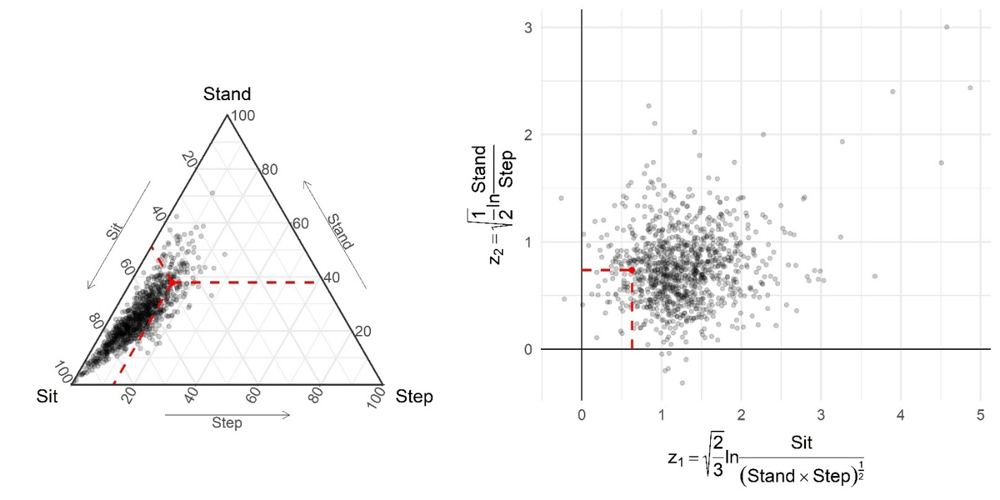 Stand
100
20
80
40
60
Sit
Stand
60
40
80
20
100
Sit
20
40
60
80
100
Step
Step
3
2
1
0
z₂ = √(1/2) ln Stand/Step
0 1 2 3 4 5
z₁ = √(2/3) ln Sit/(Stand × Step)^(1/2)